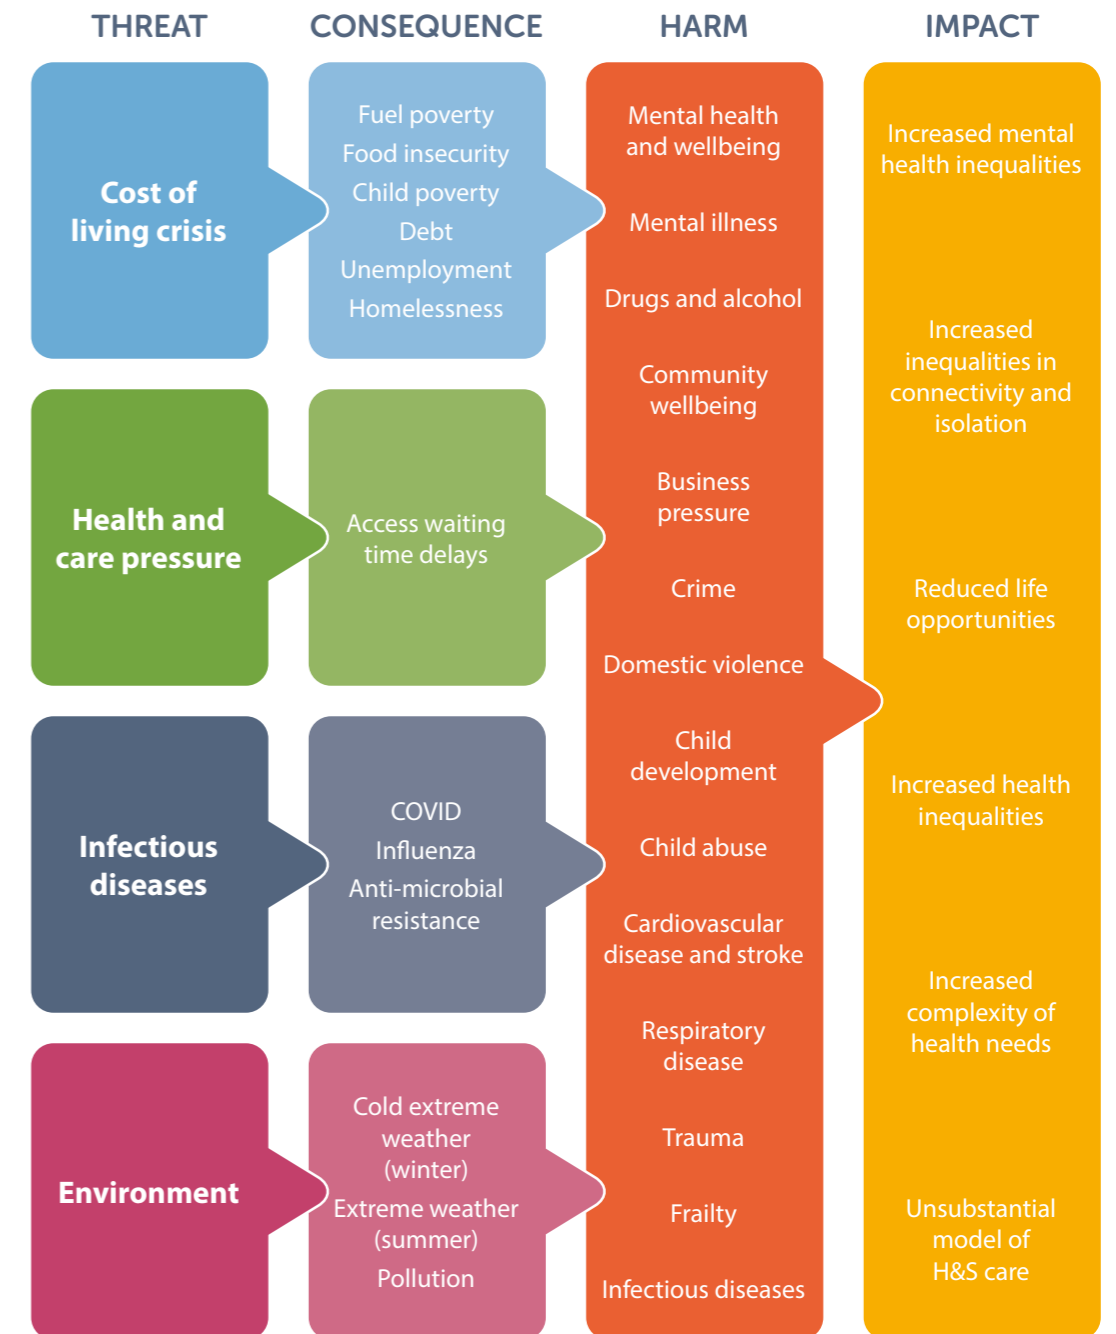 THREAT
CONSEQUENCE
HARM
IMPACT
Cost of
living crisis
Fuel poverty
Food insecurity
Child poverty
Debt
Unemployment
Homelessness
Health and
care pressure
Access waiting
time delays
Infectious
diseases
COVID
Influenza
Anti-microbial
resistance
Environment
Cold extreme
weather
(winter)
Extreme weather
(summer)
Pollution
Mental health
and wellbeing
Mental illness
Drugs and alcohol
Community
wellbeing
Business
pressure
Crime
Domestic violence
Child
development
Child abuse
Cardiovascular
disease and stroke
Respiratory
disease
Trauma
Frailty
Infectious diseases
Increased mental
health inequalities
Increased
inequalities in
connectivity and
isolation
Reduced life
opportunities
Increased health
inequalities
Increased
complexity of
health needs
Unsubstantial
model of
H&S care